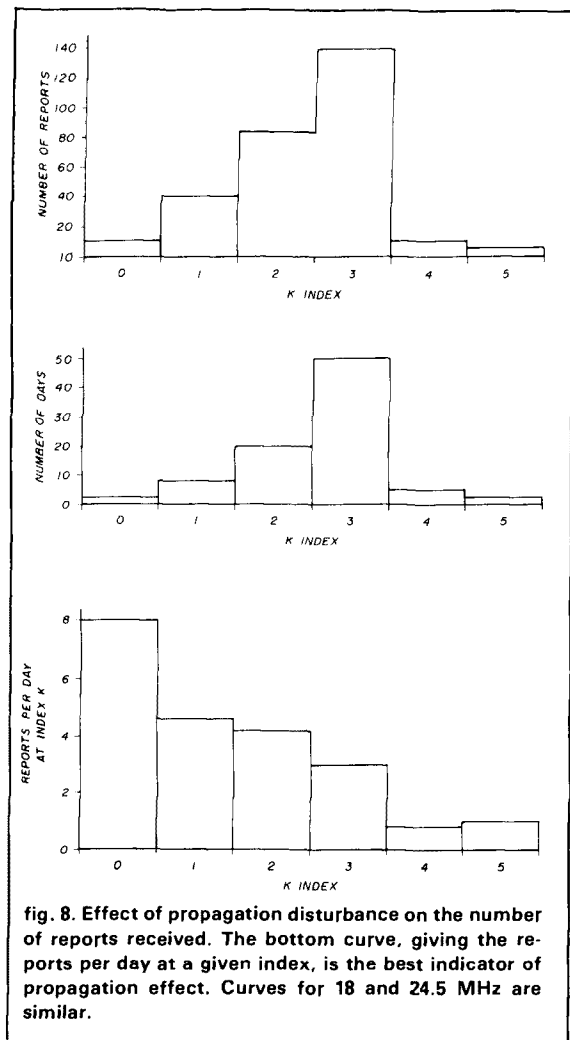 140
120
100
80
40
20
10
NUMBER OF REPORTS
0 1 2 3 4 5
K INDEX
50
40
30
20
10
0
NUMBER OF DAYS
0 1 2 3 4 5
K INDEX
8
6
4
2
0
REPORTS PER DAY
AT INDEX K
0 1 2 3 4 5
K INDEX
fig. 8. Effect of propagation disturbance on the number
of reports received. The bottom curve, giving the re-
ports per day at a given index, is the best indicator of
propagation effect. Curves for 18 and 24.5 MHz are
similar.